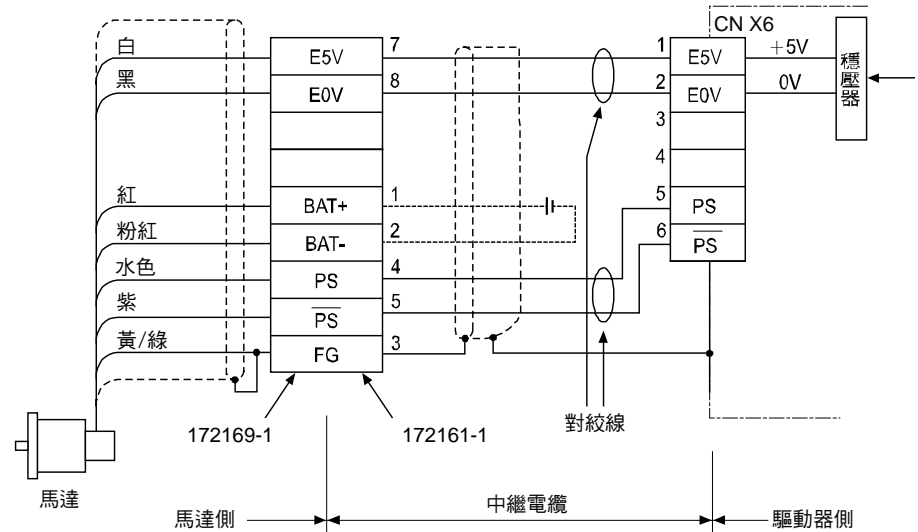 CN X6
白 E5V 7 1 E5V +5V 穩壓器
黑 E0V 8 2 E0V 0V
3
4
紅 BAT+ 1 5 PS
粉紅 BAT- 2 6 P̅S̅
水色 PS 4
紫 P̅S̅ 5
黃/綠 FG 3
172169-1 172161-1 對絞線
馬達
馬達側 中繼電纜 驅動器側